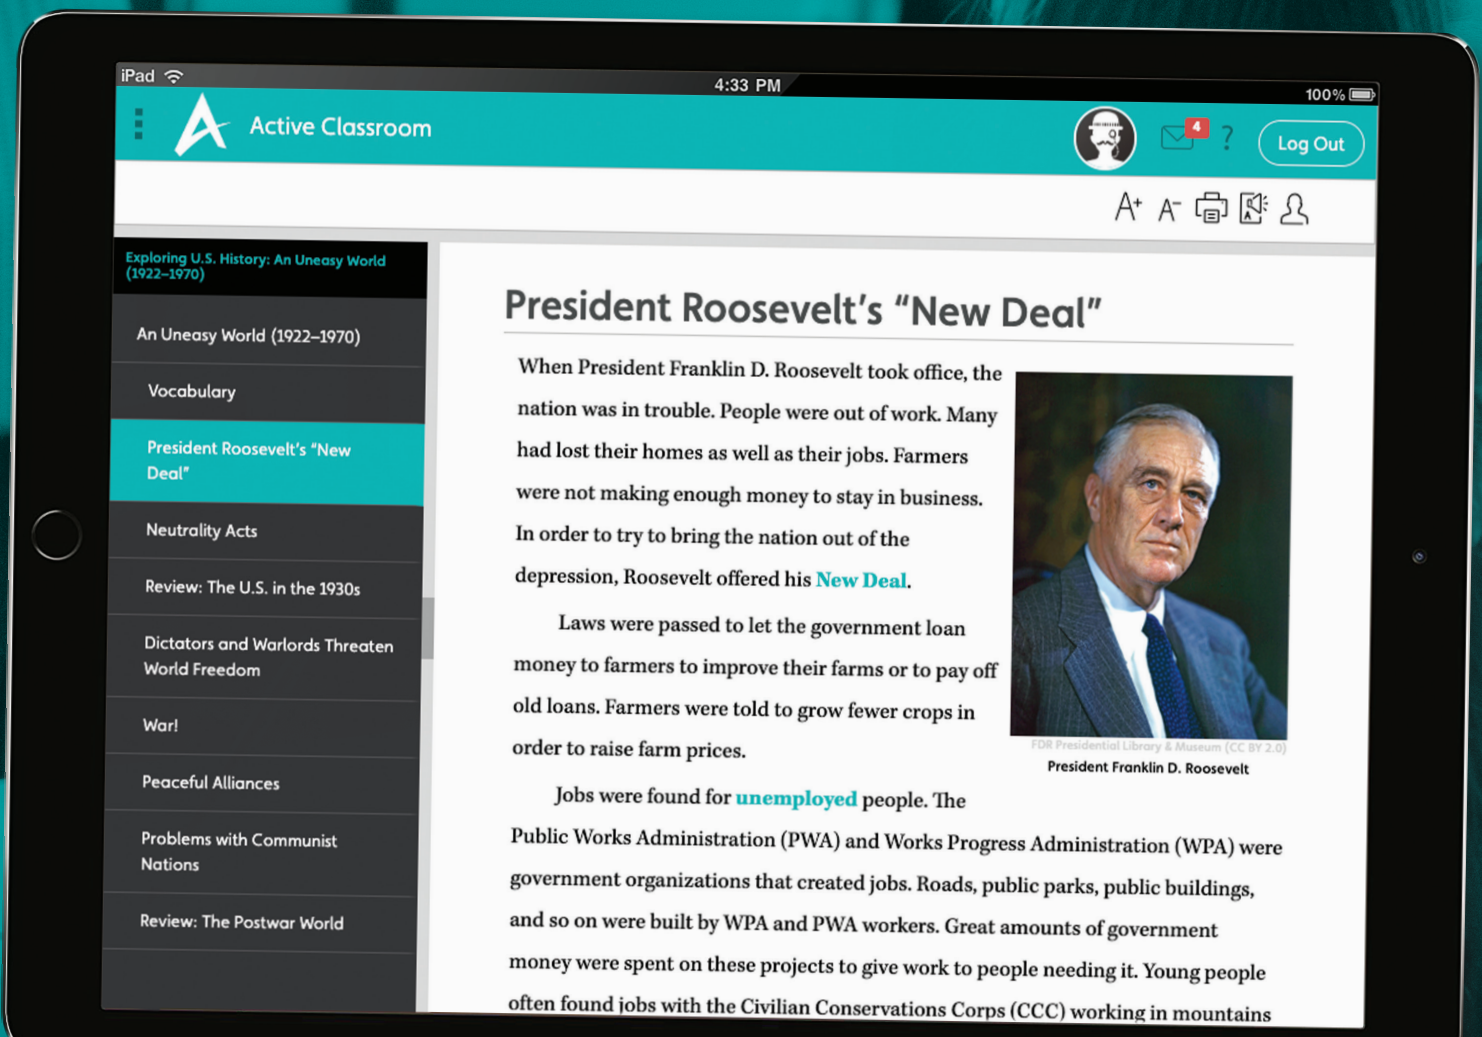 iPad
4:33 PM
100%
Active Classroom
4
?
Log Out
A+ A-
Exploring U.S. History: An Uneasy World
(1922–1970)
An Uneasy World (1922–1970)
Vocabulary
President Roosevelt's "New
Deal"
Neutrality Acts
Review: The U.S. in the 1930s
Dictators and Warlords Threaten
World Freedom
War!
Peaceful Alliances
Problems with Communist
Nations
Review: The Postwar World
President Roosevelt's "New Deal"
When President Franklin D. Roosevelt took office, the
nation was in trouble. People were out of work. Many
had lost their homes as well as their jobs. Farmers
were not making enough money to stay in business.
In order to try to bring the nation out of the
depression, Roosevelt offered his New Deal.
Laws were passed to let the government loan
money to farmers to improve their farms or to pay off
old loans. Farmers were told to grow fewer crops in
order to raise farm prices.
FDR Presidential Library & Museum (CC BY 2.0)
President Franklin D. Roosevelt
Jobs were found for unemployed people. The
Public Works Administration (PWA) and Works Progress Administration (WPA) were
government organizations that created jobs. Roads, public parks, public buildings,
and so on were built by WPA and PWA workers. Great amounts of government
money were spent on these projects to give work to people needing it. Young people
often found jobs with the Civilian Conservations Corps (CCC) working in mountains